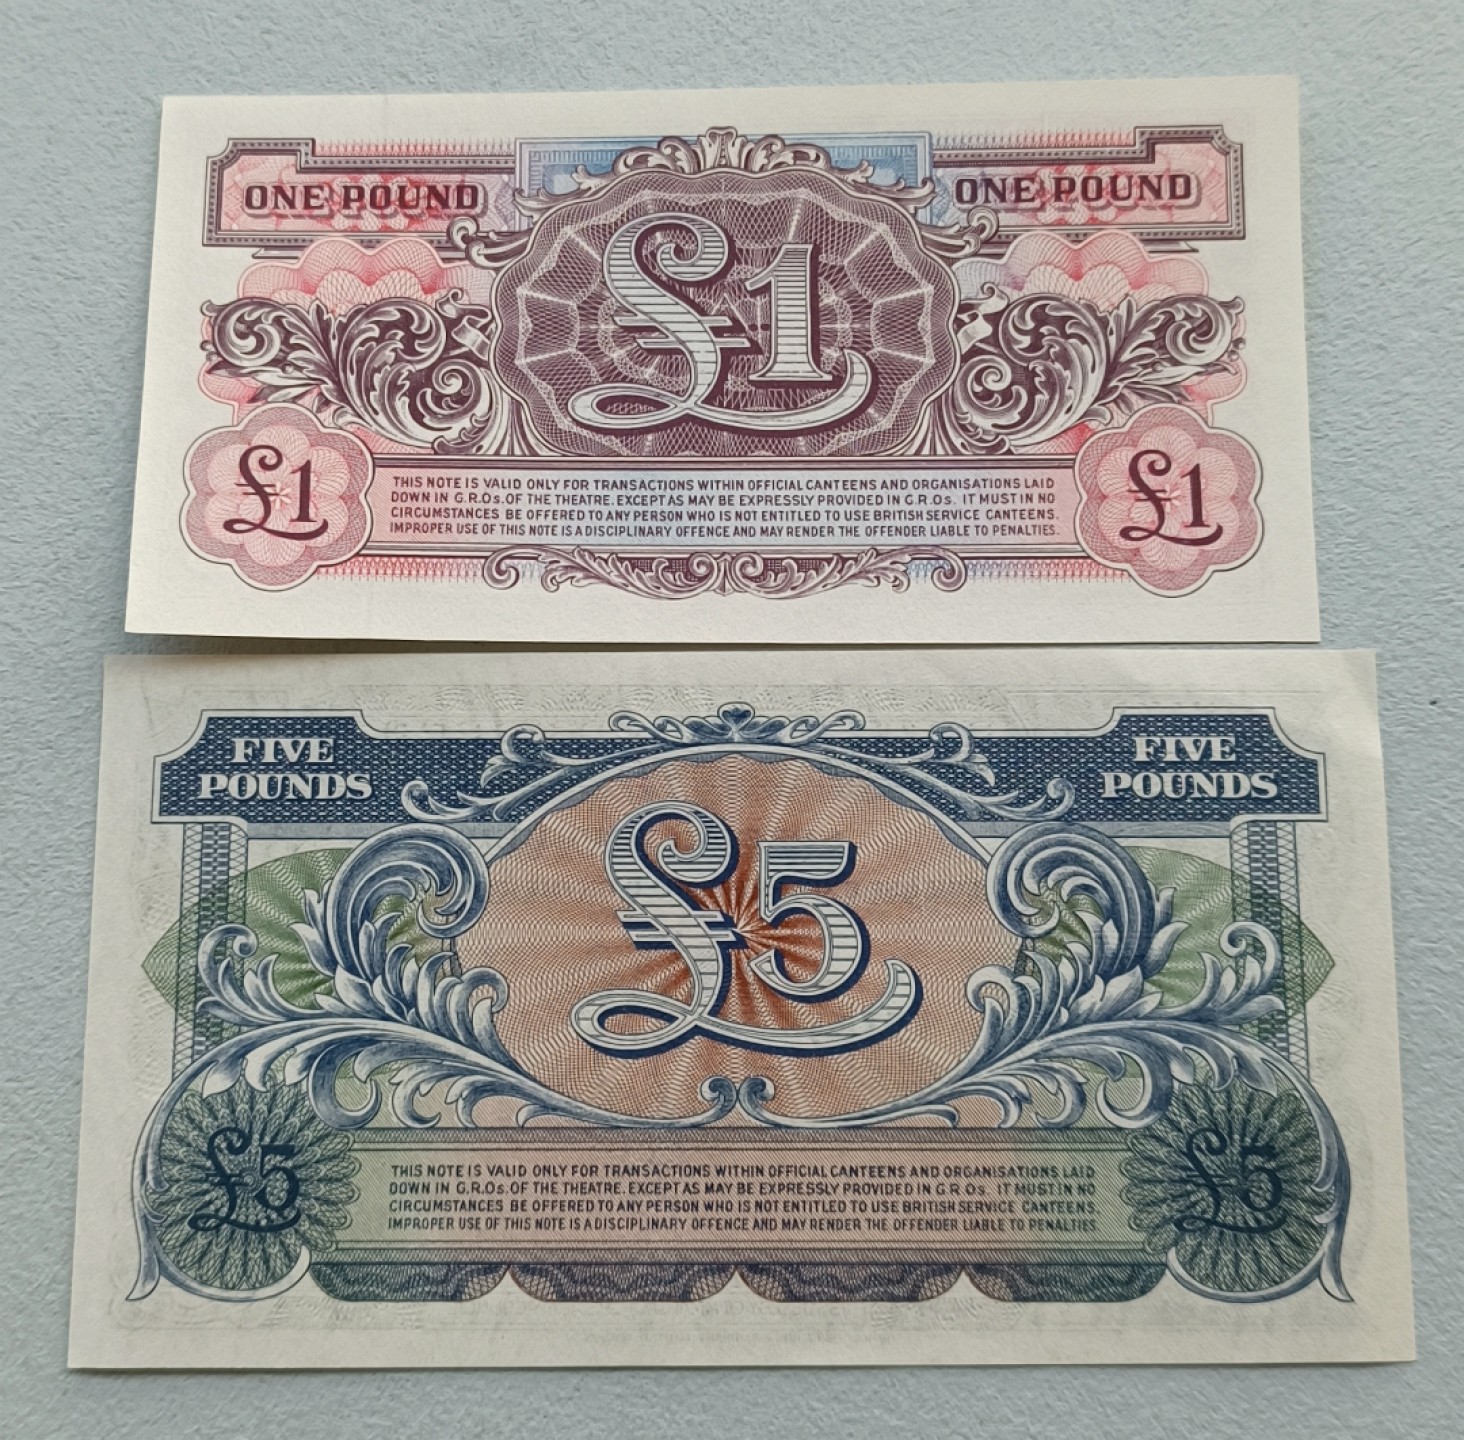 ONE POUND ONE POUND
£1
£1 £1
THIS NOTE IS VALID ONLY FOR TRANSACTIONS WITHIN OFFICIAL CANTEENS AND ORGANISATIONS LAID
DOWN IN G.R.Os. OF THE THEATRE. EXCEPT AS MAY BE EXPRESSLY PROVIDED IN G.R.Os. IT MUST IN NO
CIRCUMSTANCES BE OFFERED TO ANY PERSON WHO IS NOT ENTITLED TO USE BRITISH SERVICE CANTEENS.
IMPROPER USE OF THIS NOTE IS A DISCIPLINARY OFFENCE AND MAY RENDER THE OFFENDER LIABLE TO PENALTIES.
FIVE FIVE
POUNDS POUNDS
£5
£5 £5
THIS NOTE IS VALID ONLY FOR TRANSACTIONS WITHIN OFFICIAL CANTEENS AND ORGANISATIONS LAID
DOWN IN G.R.Os. OF THE THEATRE. EXCEPT AS MAY BE EXPRESSLY PROVIDED IN G.R.Os. IT MUST IN NO
CIRCUMSTANCES BE OFFERED TO ANY PERSON WHO IS NOT ENTITLED TO USE BRITISH SERVICE CANTEENS.
IMPROPER USE OF THIS NOTE IS A DISCIPLINARY OFFENCE AND MAY RENDER THE OFFENDER LIABLE TO PENALTIES.